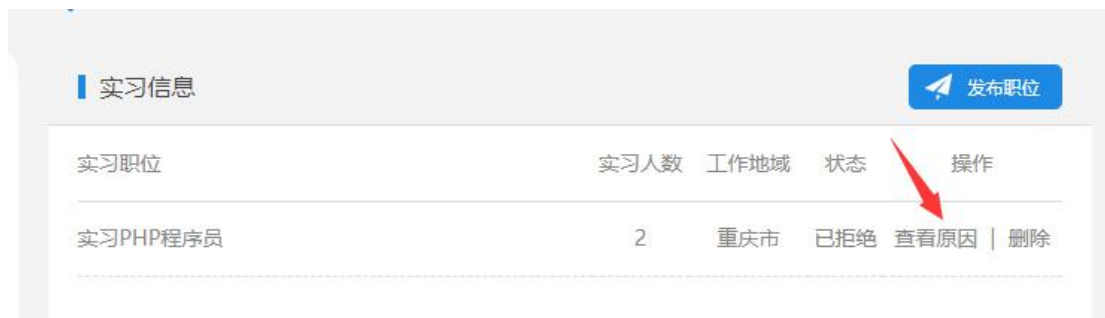 实习信息
发布职位
实习职位 实习人数 工作地域 状态 操作
实习PHP程序员 2 重庆市 已拒绝 查看原因 | 删除